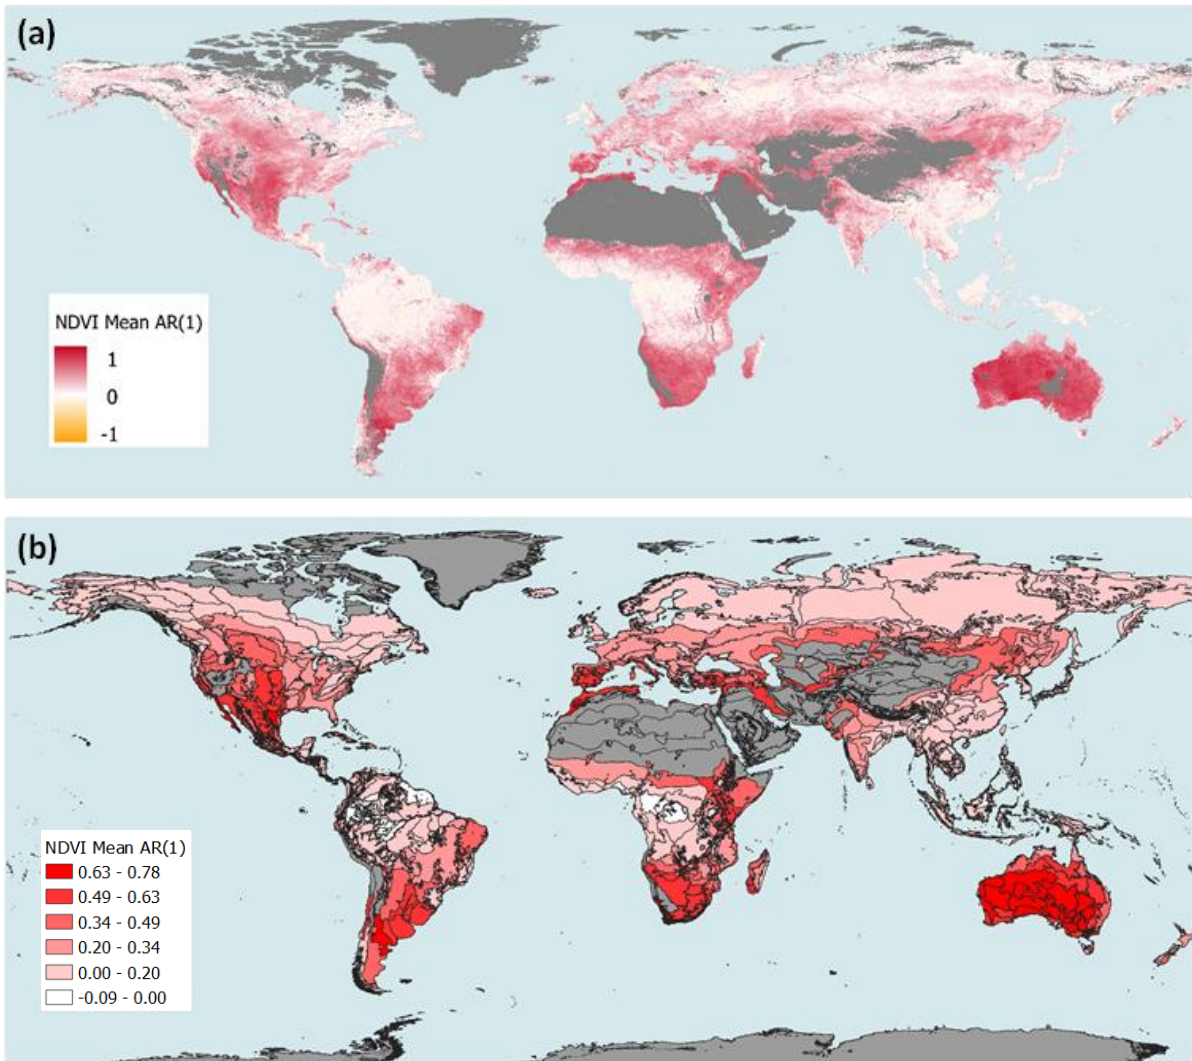 (a)
NDVI Mean AR(1)
1
0
-1
(b)
NDVI Mean AR(1)
0.63 - 0.78
0.49 - 0.63
0.34 - 0.49
0.20 - 0.34
0.00 - 0.20
-0.09 - 0.00